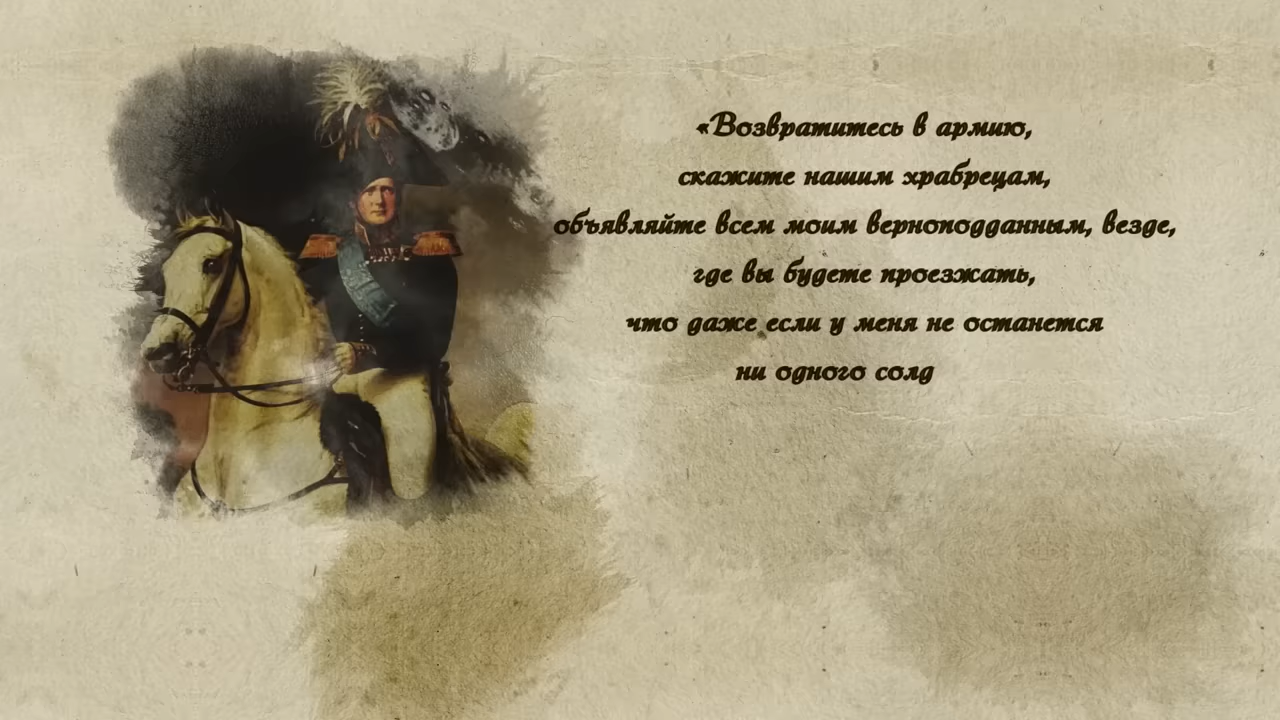 «Возвратитесь в армию,
скажите нашим храбрецам,
объявляйте всем моим верноподданным, везде,
где вы будете проезжать,
что даже если у меня не останется
ни одного солд